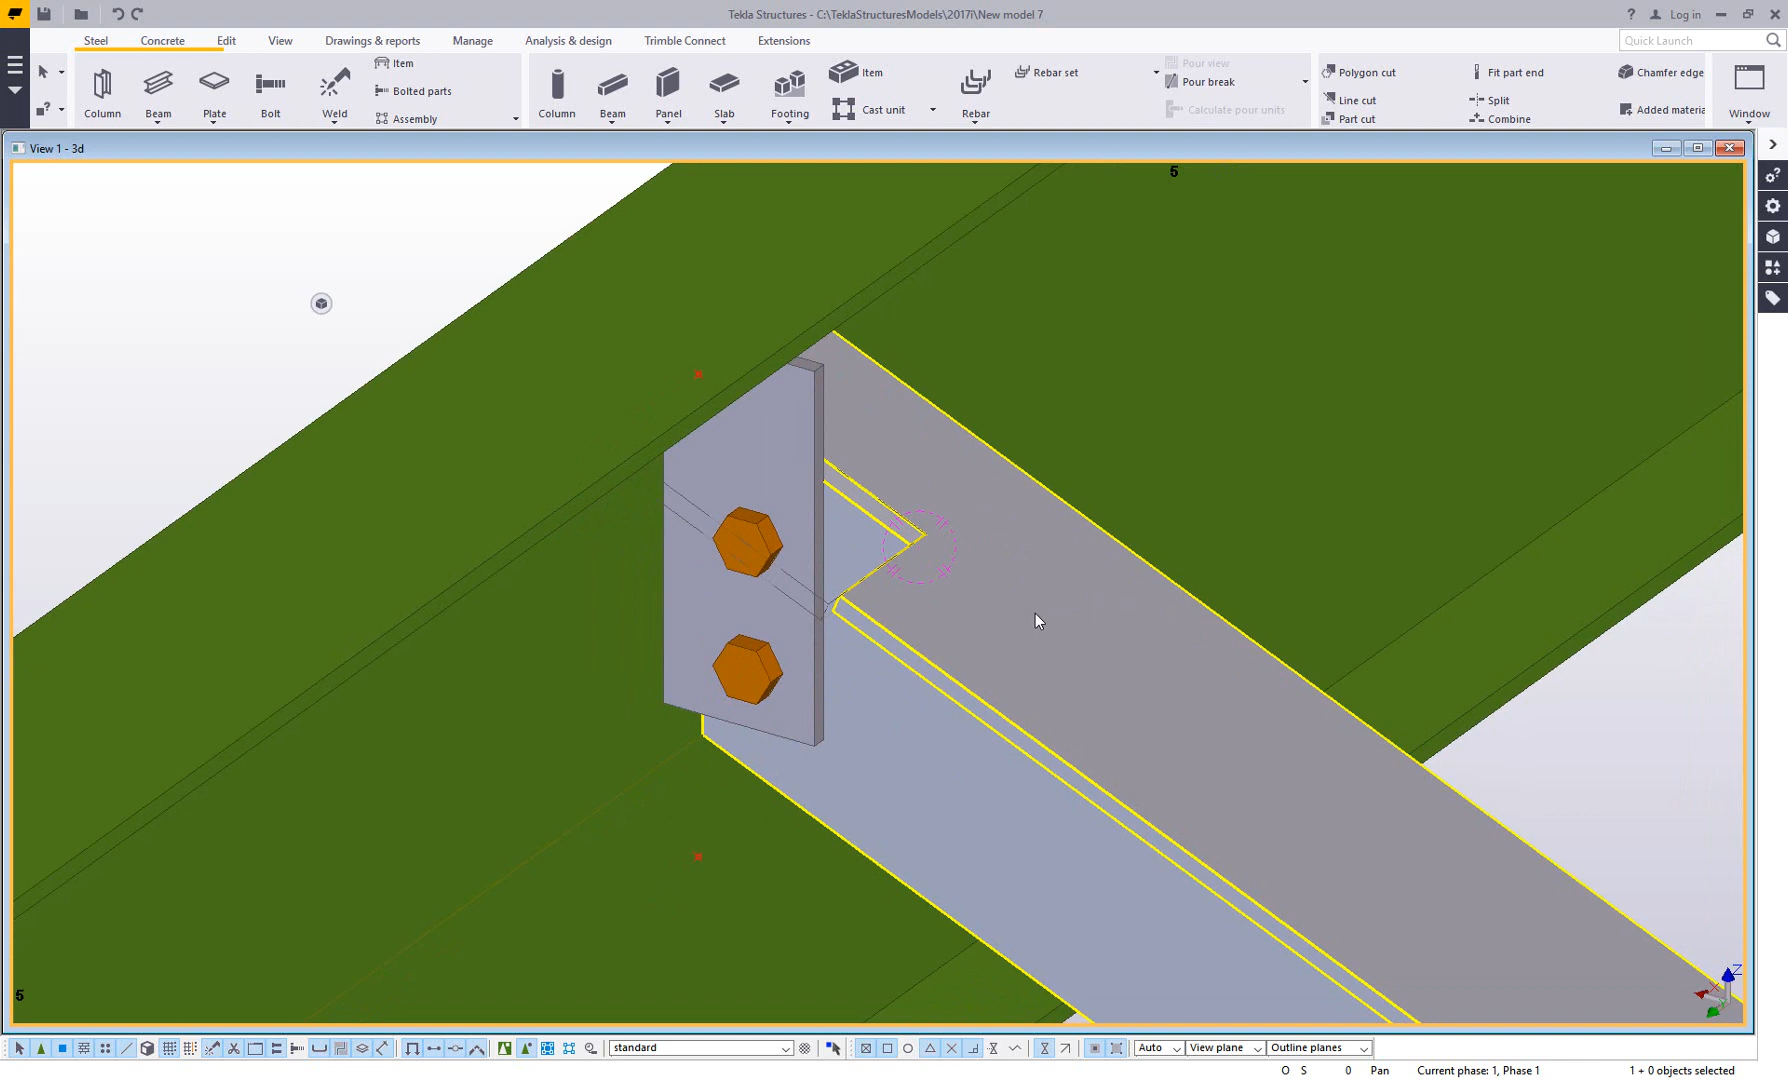 Tekla Structures - C:\TeklaStructuresModels\2017i\New model 7
? Log in
Steel Concrete Edit View Drawings & reports Manage Analysis & design Trimble Connect Extensions
Quick Launch
Column
Beam
Plate
Bolt
Weld
Item
Bolted parts
Assembly
Column
Beam
Panel
Slab
Footing
Item
Cast unit
Rebar
Rebar set
Pour view
Pour break
Calculate pour units
Polygon cut
Line cut
Part cut
Fit part end
Split
Combine
Chamfer edge
Added materia
Window
View 1 - 3d
5
5
Z
X
standard
Auto
View plane
Outline planes
O S 0 Pan Current phase: 1, Phase 1 1 + 0 objects selected